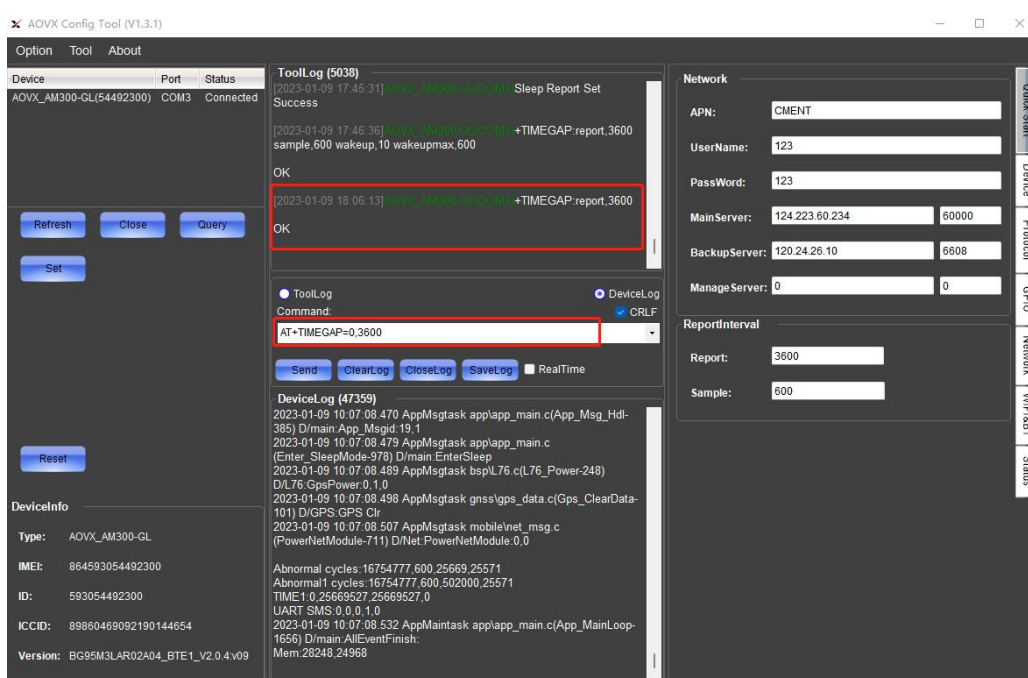 AOVX Config Tool (V1.3.1)
Option Tool About
Device Port Status
AOVX_AM300-GL(54492300) COM3 Connected
Refresh Close Query
Set
Reset
DeviceInfo
Type: AOVX_AM300-GL
IMEI: 864593054492300
ID: 593054492300
ICCID: 89860469092190144654
Version: BG95M3LAR02A04_BTE1_V2.0.4:v09
ToolLog (5038)
[2023-01-09 17:45:31]AOVX_AM300-GL(COM3)Sleep Report Set
Success
[2023-01-09 17:46:36]AOVX_AM300-GL(COM3)+TIMEGAP:report,3600
sample,600 wakeup,10 wakeupmax,600
OK
[2023-01-09 18:06:13]AOVX_AM300-GL(COM3)+TIMEGAP:report,3600
OK
ToolLog DeviceLog
Command: CRLF
AT+TIMEGAP=0,3600
Send ClearLog CloseLog SaveLog RealTime
DeviceLog (47359)
2023-01-09 10:07:08.470 AppMsgtask app\app_main.c(App_Msg_Hdl-
385) D/main:App_Msgid:19,1
2023-01-09 10:07:08.479 AppMsgtask app\app_main.c
(Enter_SleepMode-978) D/main:EnterSleep
2023-01-09 10:07:08.489 AppMsgtask bsp\L76.c(L76_Power-248)
D/L76:GpsPower:0,1,0
2023-01-09 10:07:08.498 AppMsgtask gnss\gps_data.c(Gps_ClearData-
101) D/GPS:GPS Clr
2023-01-09 10:07:08.507 AppMsgtask mobile\net_msg.c
(PowerNetModule-711) D/Net:PowerNetModule:0,0
Abnormal cycles:16754777,600,25669,25571
Abnormal1 cycles:16754777,600,502000,25571
TIME1:0,25669527,25669527,0
UART SMS:0,0,0,1,0
2023-01-09 10:07:08.532 AppMaintask app\app_main.c(App_MainLoop-
1656) D/main:AllEventFinish:
Mem:28248,24968
Network
APN: CMENT
UserName: 123
PassWord: 123
MainServer: 124.223.60.234 60000
BackupServer: 120.24.26.10 6608
ManageServer: 0 0
ReportInterval
Report: 3600
Sample: 600
Quick Start
Device
Protocel
GPIO
Network
WIFI&BT
Status